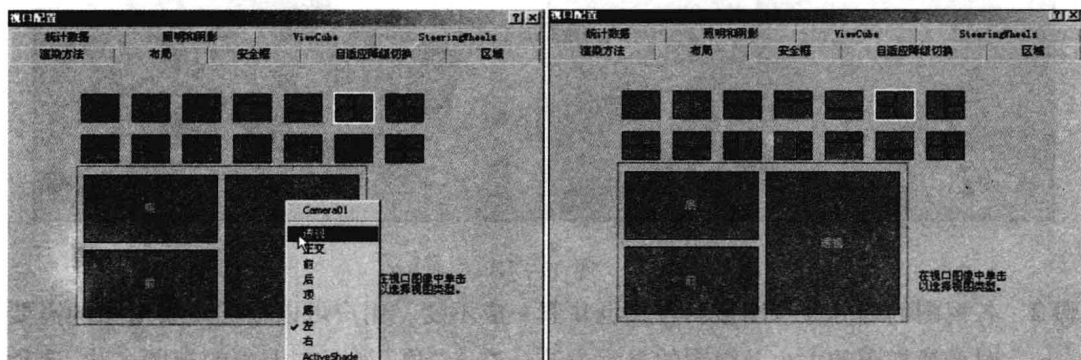 视口配置
统计数据 照明和阴影 ViewCube SteeringWheels
渲染方法 布局 安全框 自适应降级切换 区域
底
前
Camera01
透视
正交
前
后
顶
底
左
右
ActiveShade
在视口图像中单击
以选择视图类型。
视口配置
统计数据 照明和阴影 ViewCube SteeringWheels
渲染方法 布局 安全框 自适应降级切换 区域
底
前
透视
在视口图像中单击
以选择视图类型。